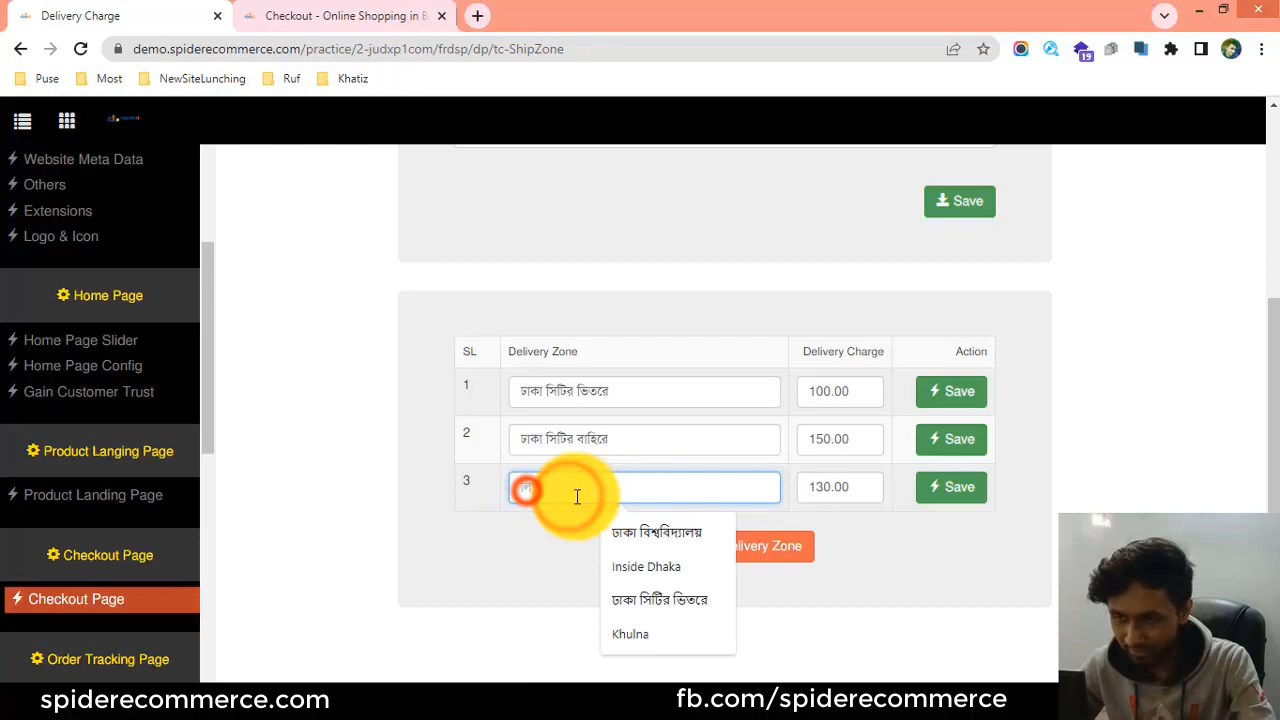 Delivery Charge
Checkout - Online Shopping in B
demo.spiderecommerce.com/practice/2-judxp1com/frdsp/dp/tc-ShipZone
19
Puse
Most
NewSiteLunching
Ruf
Khatiz
Website Meta Data
Others
Extensions
Logo & Icon
Home Page
Home Page Slider
Home Page Config
Gain Customer Trust
Product Langing Page
Product Landing Page
Checkout Page
Checkout Page
Order Tracking Page
Save
SL Delivery Zone Delivery Charge Action
1 ঢাকা সিটির ভিতরে 100.00 Save
2 ঢাকা সিটির বাহিরে 150.00 Save
3 130.00 Save
ঢাকা বিশ্ববিদ্যালয়
Inside Dhaka
ঢাকা সিটির ভিতরে
Khulna
elivery Zone
spiderecommerce.com
fb.com/spiderecommerce